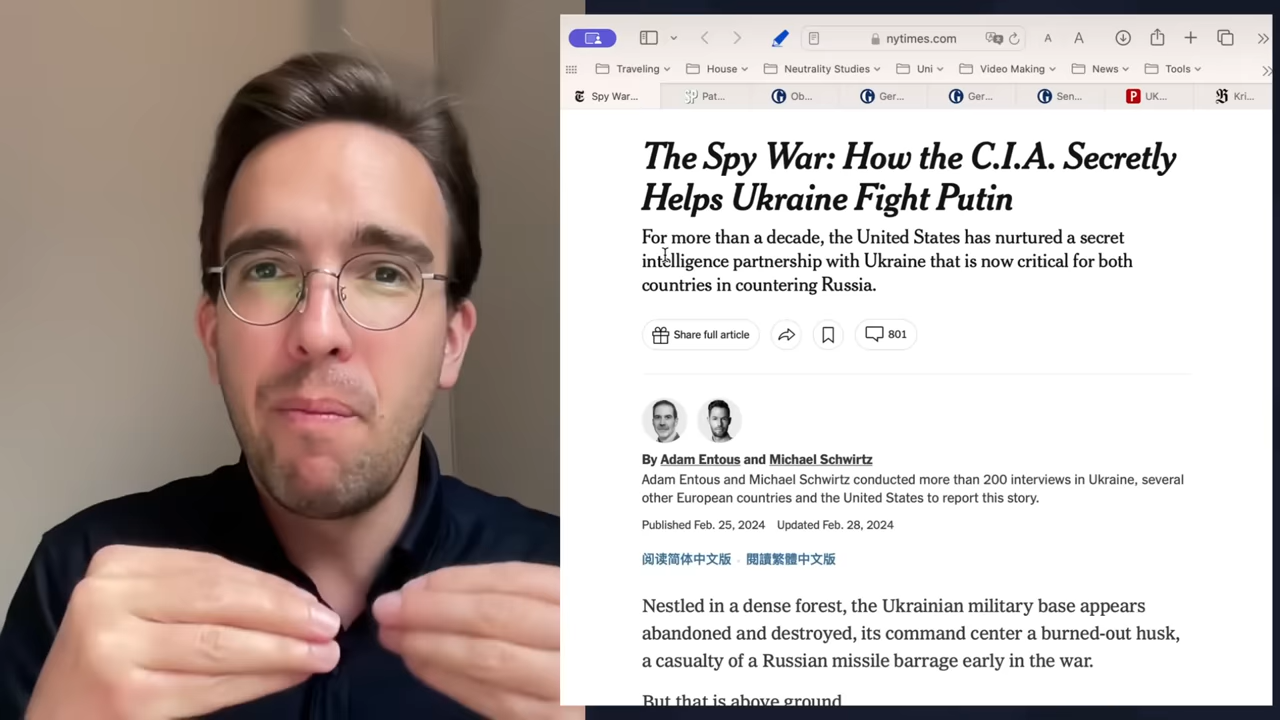 nytimes.com
A A
Traveling House Neutrality Studies Uni Video Making News Tools
Spy War... Pat... Ob... Ger... Ger... Sen... UK... Kri...
The Spy War: How the C.I.A. Secretly
Helps Ukraine Fight Putin
For more than a decade, the United States has nurtured a secret
intelligence partnership with Ukraine that is now critical for both
countries in countering Russia.
Share full article 801
By Adam Entous and Michael Schwirtz
Adam Entous and Michael Schwirtz conducted more than 200 interviews in Ukraine, several
other European countries and the United States to report this story.
Published Feb. 25, 2024 Updated Feb. 28, 2024
阅读简体中文版 · 閱讀繁體中文版
Nestled in a dense forest, the Ukrainian military base appears
abandoned and destroyed, its command center a burned-out husk,
a casualty of a Russian missile barrage early in the war.
But that is above ground